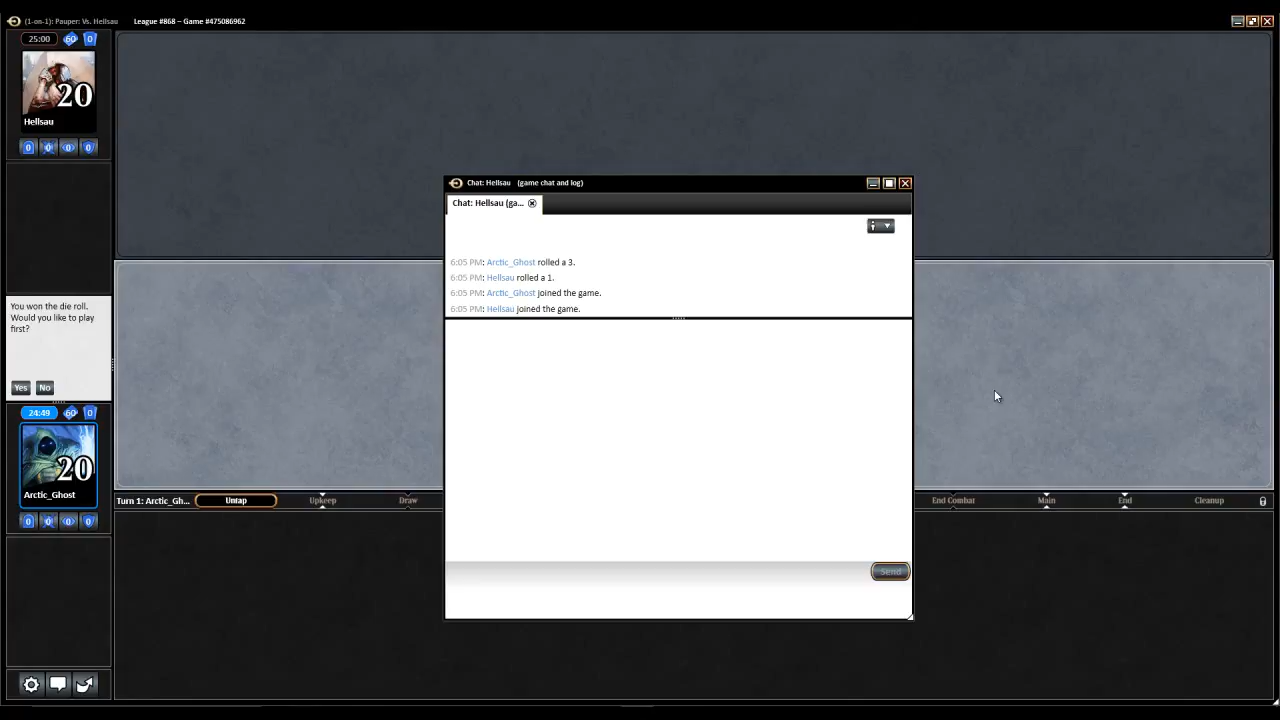 (1-on-1): Pauper: Vs. Hellsau League #868 – Game #475086962
25:00 60 0
20
Hellsau
0 0 0 0
Chat: Hellsau (game chat and log)
Chat: Hellsau (ga...
6:05 PM: Arctic_Ghost rolled a 3.
6:05 PM: Hellsau rolled a 1.
6:05 PM: Arctic_Ghost joined the game.
6:05 PM: Hellsau joined the game.
You won the die roll.
Would you like to play
first?
Yes No
24:49 60 0
20
Arctic_Ghost
Turn 1: Arctic_Gh... Untap Upkeep Draw End Combat Main End Cleanup
0 0 0 0
Send